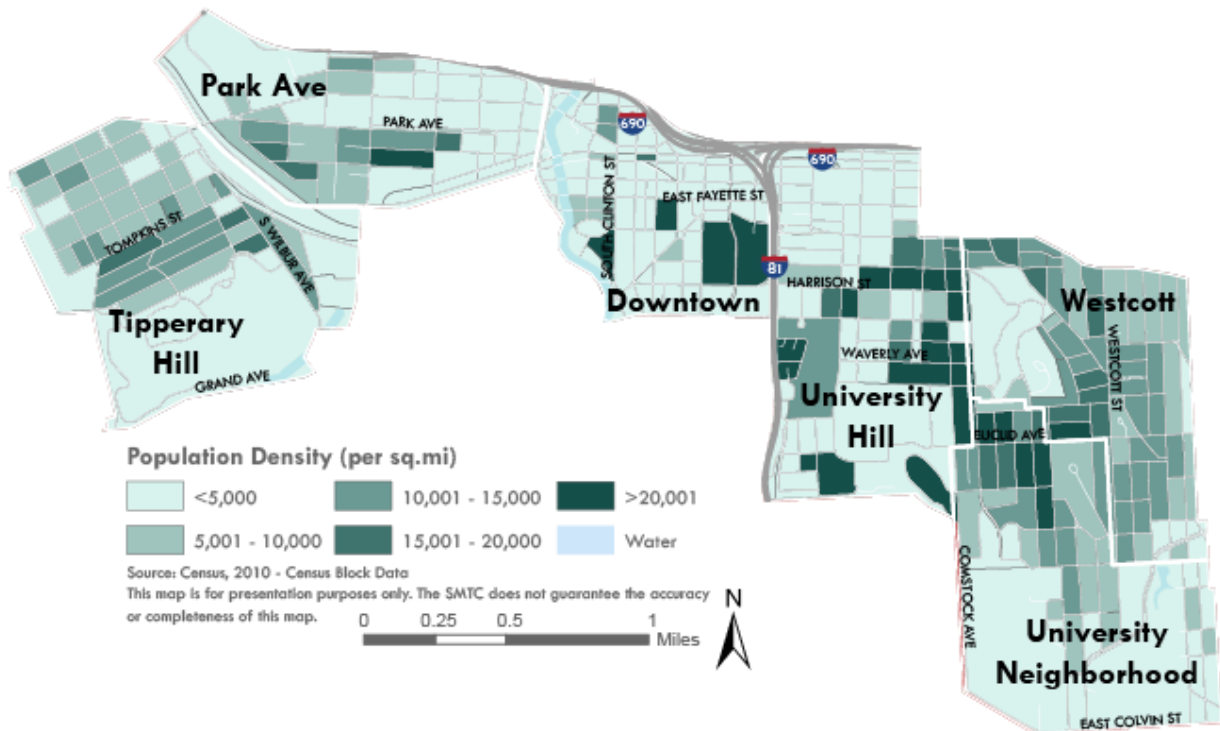 Park Ave
PARK AVE
690
690
SOUTH CLINTON ST
EAST FAYETTE ST
TOMPKINS ST
S WILBUR AVE
81
HARRISON ST
Downtown
Westcott
Tipperary
Hill
GRAND AVE
WAVERLY AVE
WESTCOTT ST
University
Hill
EUCLID AVE
Population Density (per sq.mi)
<5,000
10,001 - 15,000
>20,001
5,001 - 10,000
15,001 - 20,000
Water
Source: Census, 2010 - Census Block Data
This map is for presentation purposes only. The SMTC does not guarantee the accuracy
or completeness of this map.
0 0.25 0.5 1
Miles
N
COMSTOCK AVE
University
Neighborhood
EAST COLVIN ST